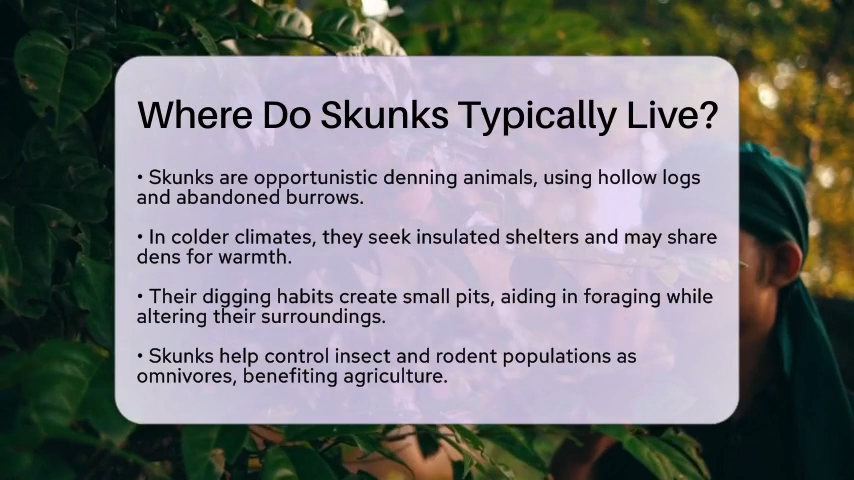 Where Do Skunks Typically Live?
• Skunks are opportunistic denning animals, using hollow logs
and abandoned burrows.
• In colder climates, they seek insulated shelters and may share
dens for warmth.
• Their digging habits create small pits, aiding in foraging while
altering their surroundings.
• Skunks help control insect and rodent populations as
omnivores, benefiting agriculture.